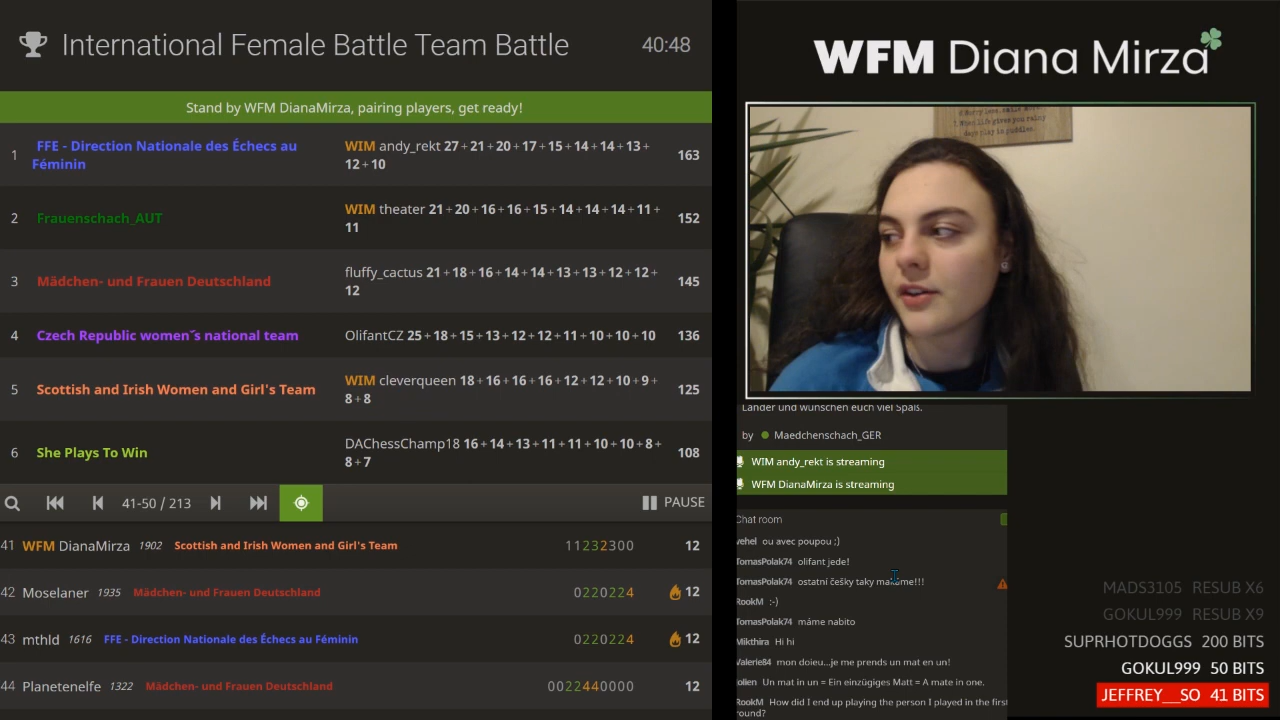 International Female Battle Team Battle
40:48
Stand by WFM DianaMirza, pairing players, get ready!
1 FFE - Direction Nationale des Échecs au Féminin WIM andy_rekt 27+21+20+17+15+14+14+13+12+10 163
2 Frauenschach_AUT WIM theater 21+20+16+16+15+14+14+14+11+11 152
3 Mädchen- und Frauen Deutschland fluffy_cactus 21+18+16+14+14+13+13+12+12+12 145
4 Czech Republic women´s national team OlifantCZ 25+18+15+13+12+12+11+10+10+10 136
5 Scottish and Irish Women and Girl's Team WIM cleverqueen 18+16+16+16+12+12+10+9+8+8 125
6 She Plays To Win DAChessChamp18 16+14+13+11+11+10+10+8+8+7 108
41-50 / 213
PAUSE
41 WFM DianaMirza 1902 Scottish and Irish Women and Girl's Team 11232300 12
42 Moselaner 1935 Mädchen- und Frauen Deutschland 0220224 12
43 mthld 1616 FFE - Direction Nationale des Échecs au Féminin 0220224 12
44 Planetenelfe 1322 Mädchen- und Frauen Deutschland 0022440000 12
WFM Diana Mirza
days play in puddles.
Länder und wünschen euch viel Spaß.
by Maedchenschach_GER
WIM andy_rekt is streaming
WFM DianaMirza is streaming
Chat room
vehel ou avec poupou ;)
TomasPolak74 olifant jede!
TomasPolak74 ostatní češky taky
RookM :-)
TomasPolak74 máme nabito
Mikthira Hi hi
Valerie84 mon doieu...je me prends un mat en un!
jolien Un mat in un = Ein einzügiges Matt = A mate in one.
RookM How did I end up playing the person I played in the first
round?
MADS3105 RESUB X6
GOKUL999 RESUB X9
SUPRHOTDOGGS 200 BITS
GOKUL999 50 BITS
JEFFREY__SO 41 BITS